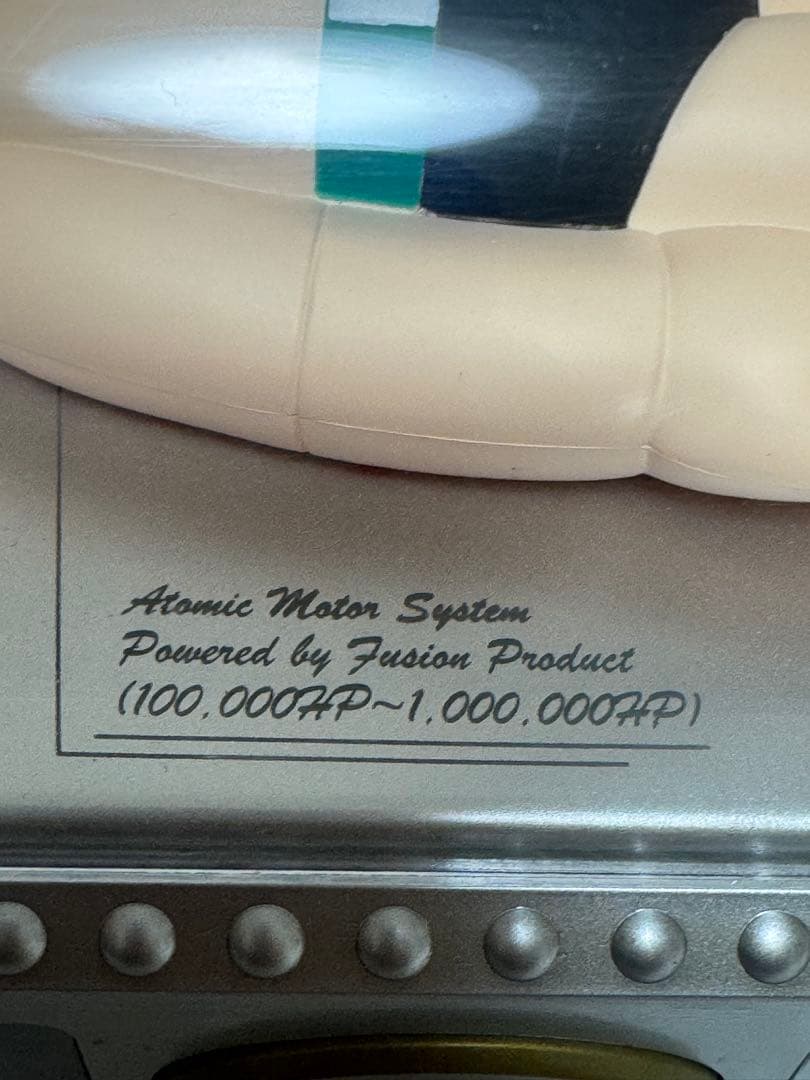 Atomic Motor System
Powered by Fusion Product
(100,000HP~1,000,000HP)